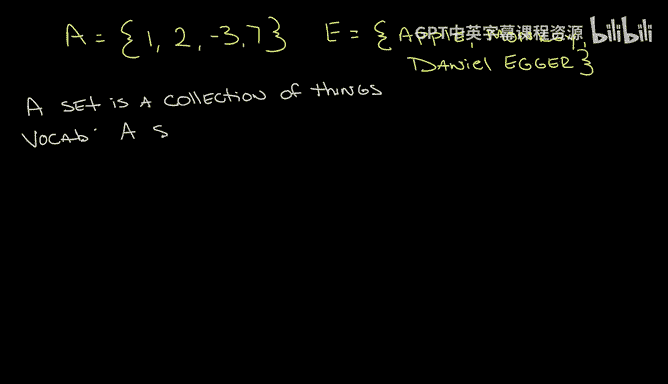 A = {1, 2, -3, 7} E = {APPLE,
DANIEL EGGER}
GPT中英字幕课程资源 bilibili
A SET IS A COLLECTION OF THINGS
VOCAB: A S